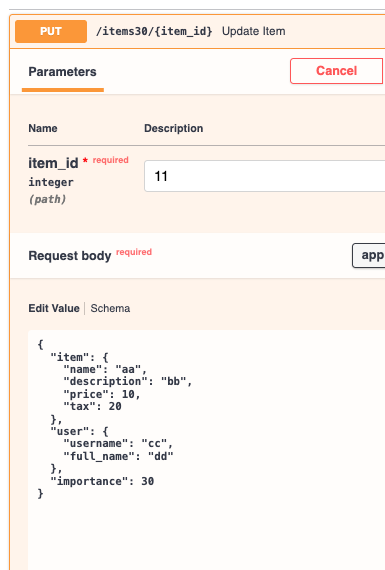 PUT /items30/{item_id} Update Item
Parameters Cancel
Name Description
item_id * required 11
integer
(path)
Request body required app
Edit Value Schema
{
  "item": {
    "name": "aa",
    "description": "bb",
    "price": 10,
    "tax": 20
  },
  "user": {
    "username": "cc",
    "full_name": "dd"
  },
  "importance": 30
}